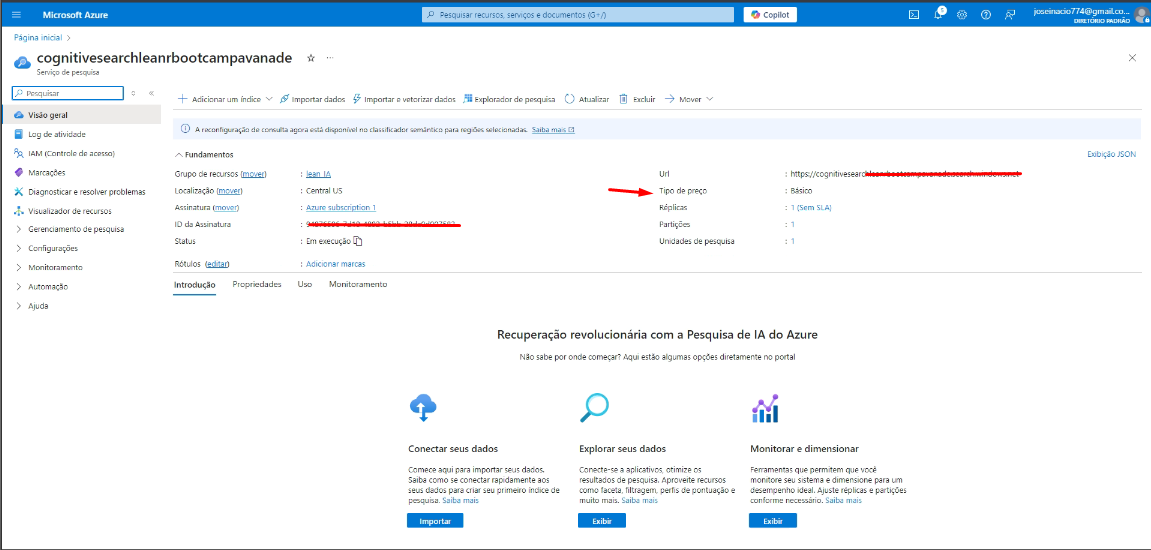 Microsoft Azure
Pesquisar recursos, serviços e documentos (G+/)
Copilot
5
joseinacio774@gmail.co...
DIRETÓRIO PADRÃO
Página inicial >
cognitivesearchleanrbootcampavanade
Serviço de pesquisa
Pesquisar
Adicionar um índice
Importar dados
Importar e vetorizar dados
Explorador de pesquisa
Atualizar
Excluir
Mover
Visão geral
Log de atividade
IAM (Controle de acesso)
Marcações
Diagnosticar e resolver problemas
Visualizador de recursos
Gerenciamento de pesquisa
Configurações
Monitoramento
Automação
Ajuda
A reconfiguração de consulta agora está disponível no classificador semântico para regiões selecionadas. Saiba mais
Fundamentos
Exibição JSON
Grupo de recursos (mover) : lean_IA
Localização (mover) : Central US
Assinatura (mover) : Azure subscription 1
ID da Assinatura :
Status : Em execução
Url : https://cognitivesearch
Tipo de preço : Básico
Réplicas : 1 (Sem SLA)
Partições : 1
Unidades de pesquisa : 1
Rótulos (editar) : Adicionar marcas
Introdução Propriedades Uso Monitoramento
Recuperação revolucionária com a Pesquisa de IA do Azure
Não sabe por onde começar? Aqui estão algumas opções diretamente no portal
Conectar seus dados
Comece aqui para importar seus dados.
Saiba como se conectar rapidamente aos
seus dados para criar seu primeiro índice de
pesquisa. Saiba mais
Importar
Explorar seus dados
Conecte-se a aplicativos, otimize os
resultados de pesquisa. Aproveite recursos
como faceta, filtragem, perfis de pontuação e
muito mais. Saiba mais
Exibir
Monitorar e dimensionar
Ferramentas que permitem que você
monitore seu sistema e dimensione para um
desempenho ideal. Ajuste réplicas e partições
conforme necessário. Saiba mais
Exibir